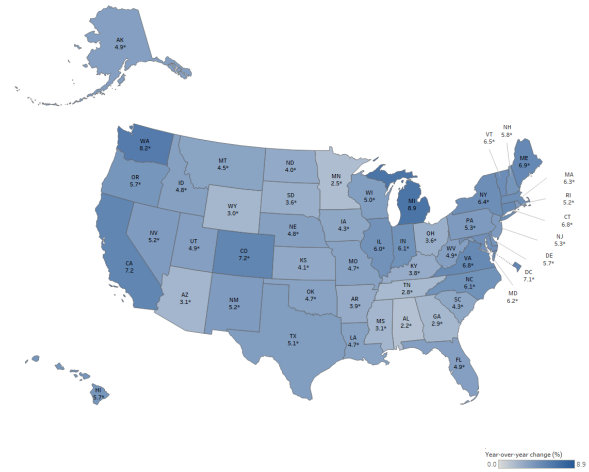 AK
4.9*
WA
8.2*
MT
4.5*
ND
4.0*
MN
2.5*
OR
5.7*
ID
4.8*
WY
3.0*
SD
3.6*
WI
5.0*
MI
8.9
VT
6.5*
NH
5.8*
ME
6.9*
NY
6.4*
MA
6.3*
RI
5.2*
CT
6.8*
NJ
5.3*
DE
5.7*
DC
7.1*
MD
6.2*
NV
5.2*
UT
4.9*
CO
7.2*
NE
4.8*
IA
4.3*
IL
6.0*
IN
6.1*
OH
3.6*
PA
5.3*
WV
4.9*
VA
CA
7.2
KS
4.1*
MO
4.7*
KY
3.8*
NC
6.1*
TN
2.8*
AZ
3.1*
NM
5.2*
OK
4.7*
AR
3.9*
SC
4.3*
MS
3.1*
AL
2.2*
GA
2.9*
TX
5.1*
LA
4.7*
FL
4.9*
HI
5.7*
Year-over-year change (%)
0.0 8.9